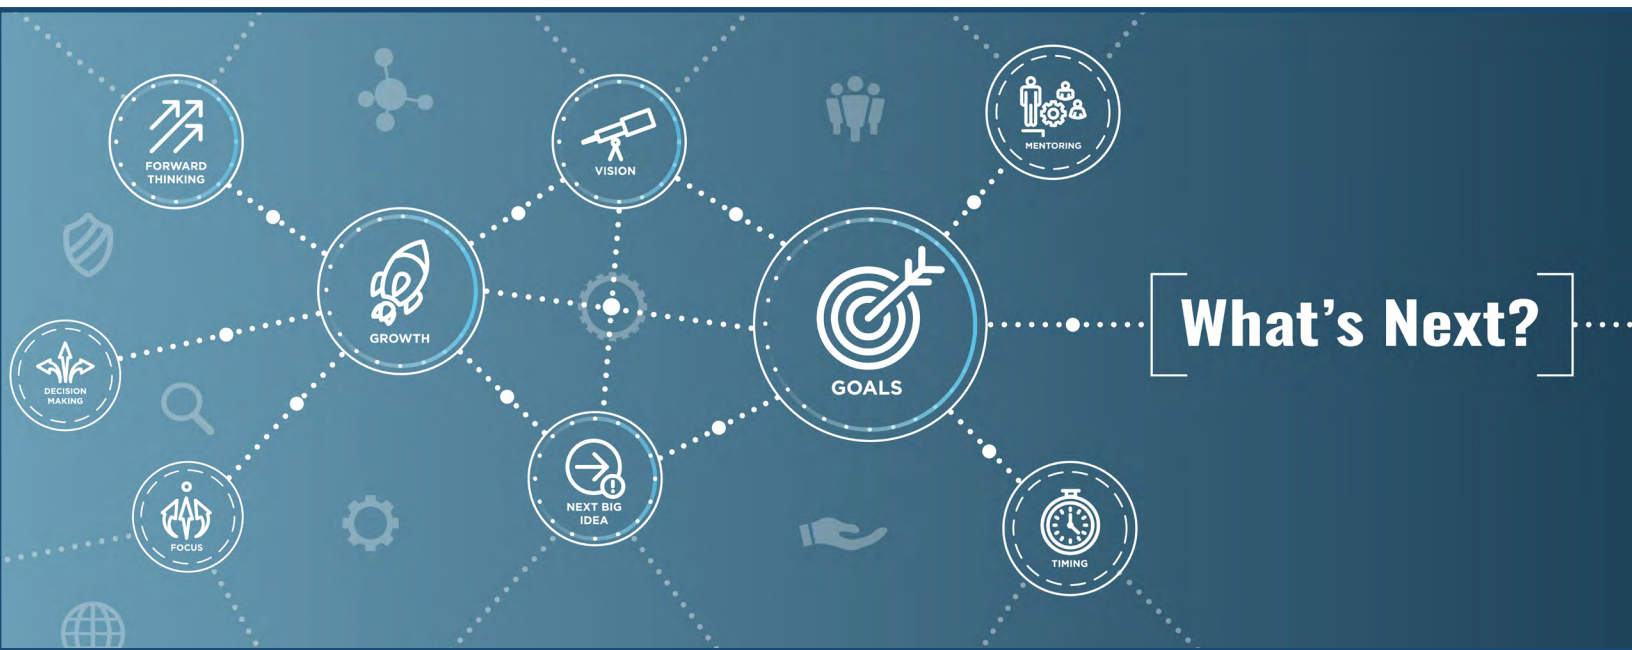 FORWARD
THINKING
VISION
MENTORING
GROWTH
What's Next?
DECISION
MAKING
GOALS
NEXT BIG
IDEA
FOCUS
TIMING